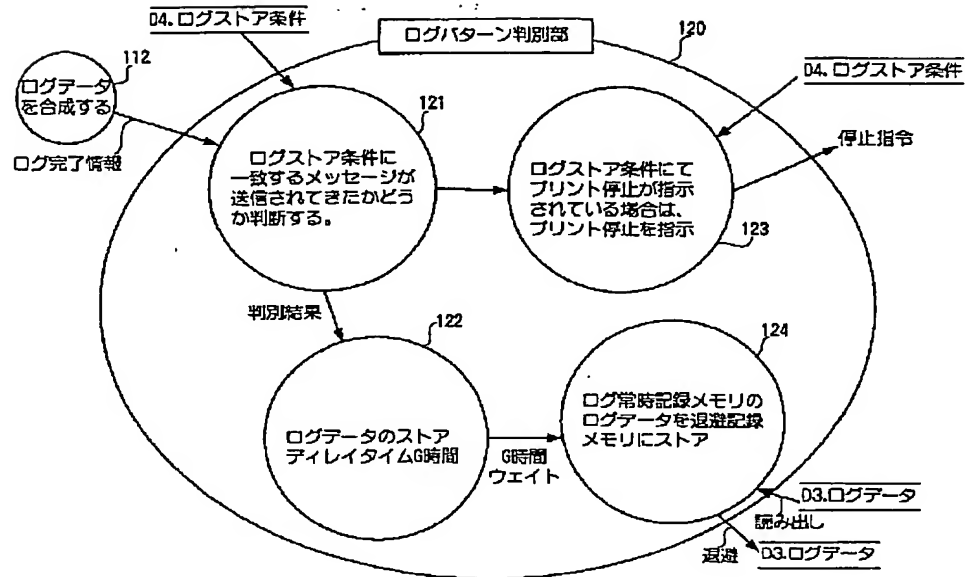 D4.ログストア条件
ログパターン判別部
120
112
ログデータ
を合成する
D4.ログストア条件
121
ログ完了情報
停止指令
ログストア条件に
一致するメッセージが
送信されてきたかどう
か判断する。
ログストア条件にて
プリント停止が指示
されている場合は、
プリント停止を指示
123
判別結果
122
124
ログ常時記録メモリの
ログデータを退避記録
メモリにストア
ログデータのストア
ディレイタイムG時間
G時間
ウェイト
D3.ログデータ
読み出し
退避
D3.ログデータ